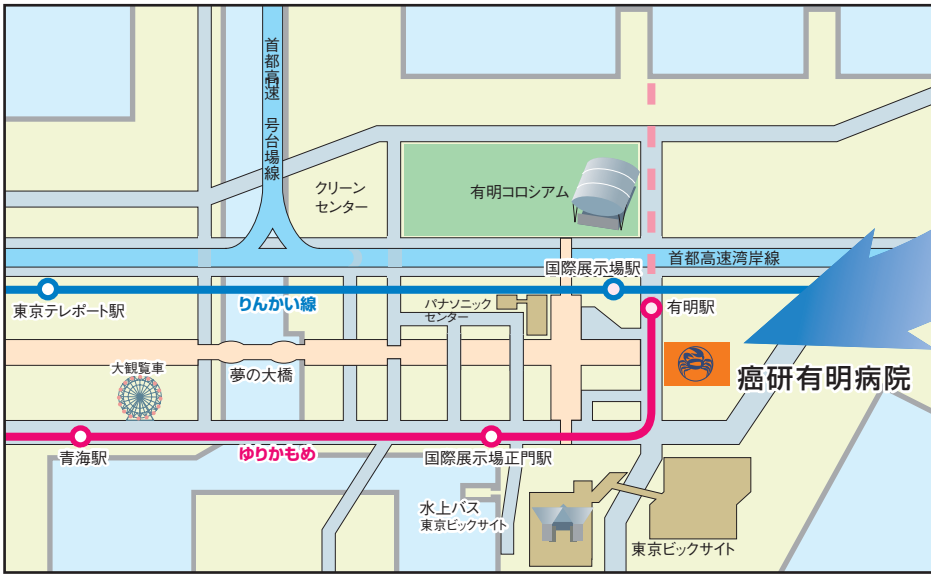 首都高速 号台場線
クリーン
センター
有明コロシアム
首都高速湾岸線
国際展示場駅
東京テレポート駅
りんかい線
パナソニック
センター
有明駅
大観覧車
夢の大橋
癌研有明病院
青海駅
ゆりかもめ
国際展示場正門駅
水上バス
東京ビックサイト
東京ビックサイト